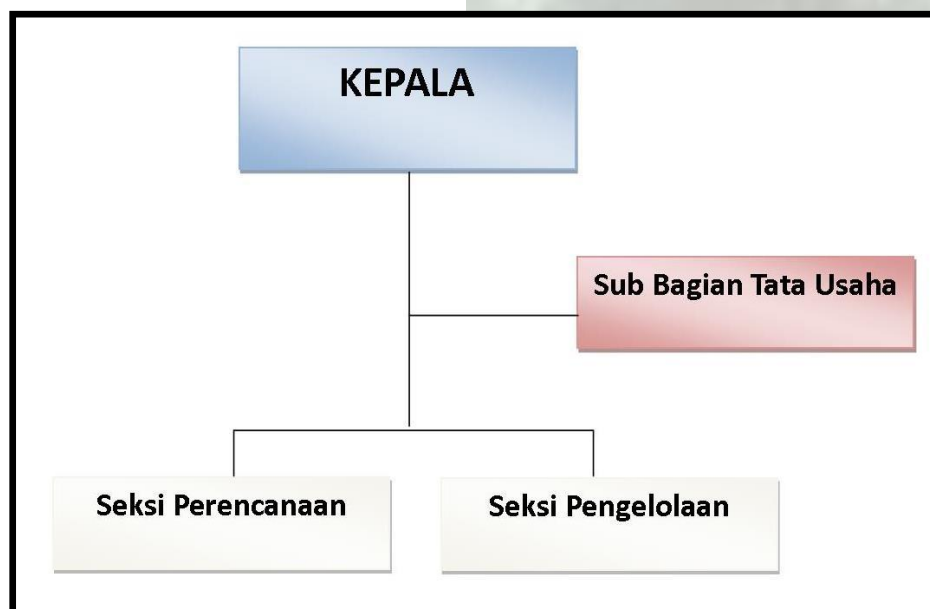 KEPALA
Sub Bagian Tata Usaha
Seksi Perencanaan
Seksi Pengelolaan